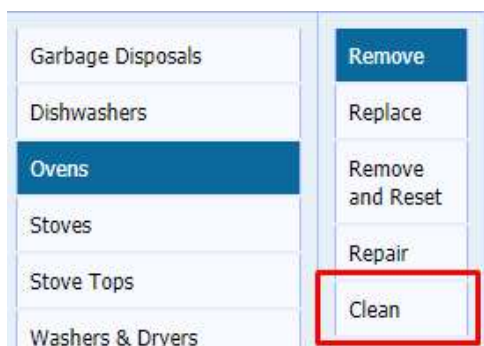 Garbage Disposals
Dishwashers
Ovens
Stoves
Stove Tops
Washers & Dryers
Remove
Replace
Remove
and Reset
Repair
Clean